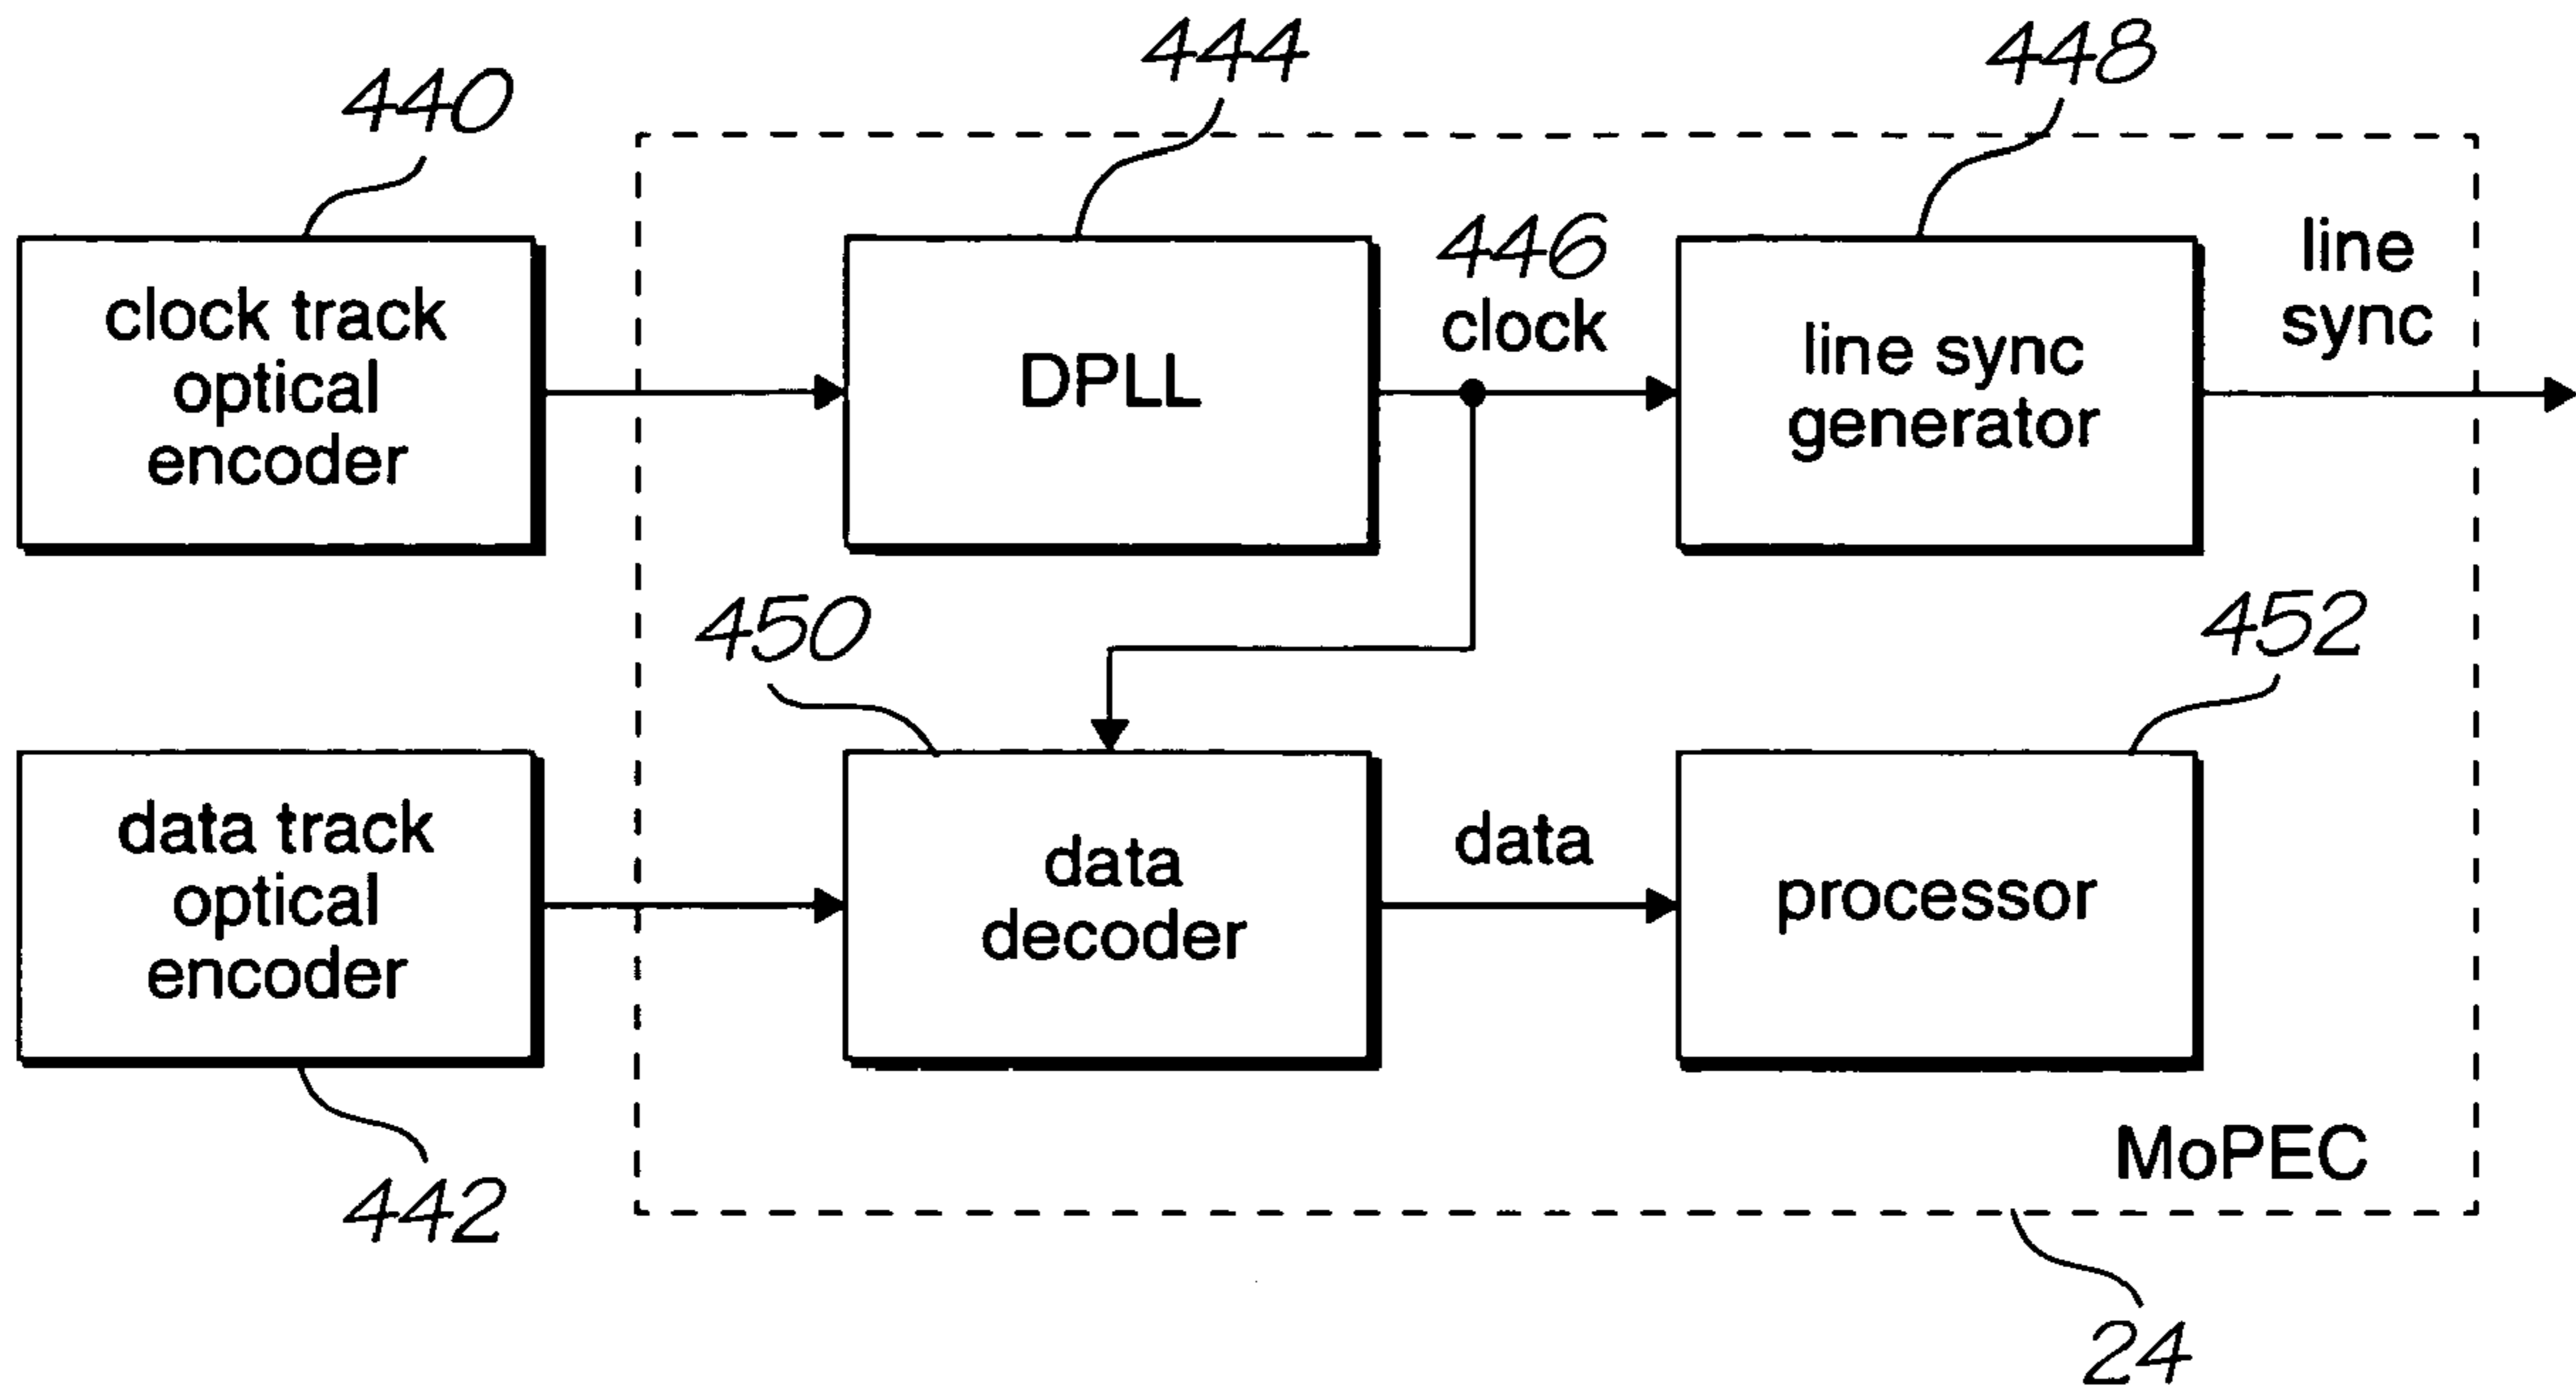 444
448
440
446
clock
line
sync
clock track
optical
encoder
DPLL
line sync
generator
450
452
data track
optical
encoder
data
decoder
data
processor
MoPEC
442
24